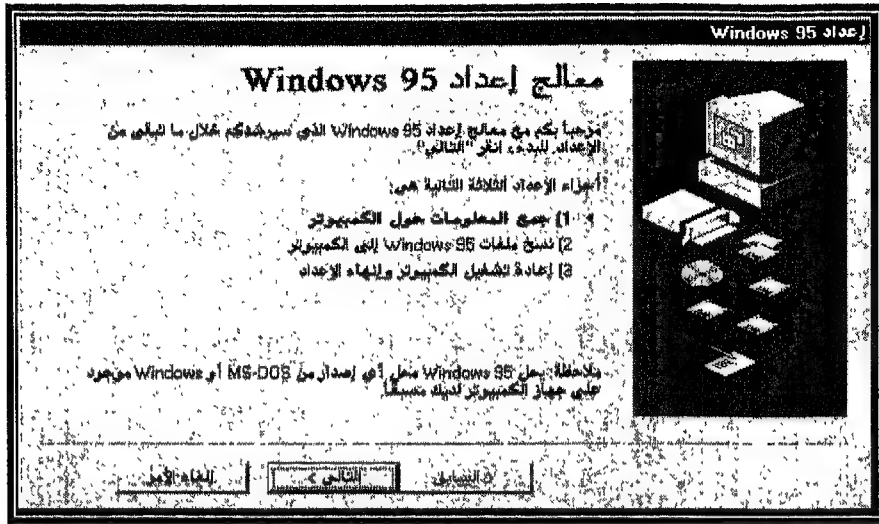 إعداد Windows 95
معالج إعداد Windows 95
مرحباً بكم مع معالج إعداد Windows 95 الذي سيرشدكم خلال ما تبقى من
الإعداد. للبدء، انقر "التالي".
أجزاء الإعداد الثلاثة التالية هي:
1) جمع المعلومات حول الكمبيوتر
2) نسخ ملفات Windows 95 إلى الكمبيوتر
3) إعادة تشغيل الكمبيوتر وإنهاء الإعداد
ملاحظة: يحل Windows 95 محل أي إصدار من MS-DOS أو Windows موجود
على جهاز الكمبيوتر لديك مسبقاً.
< السابق
التالي >
إلغاء الأمر